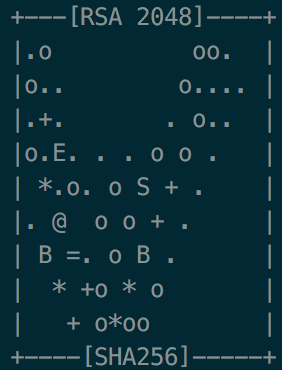 +---[RSA 2048]----+
|.o          oo.  |
|o..        o.... |
|.+.       . o..  |
|o.E. . . o o .   |
| *.o. o S + .    |
|. @  o o + .     |
| B =. o B .      |
|  * +o * o       |
|   + o*oo        |
+----[SHA256]-----+